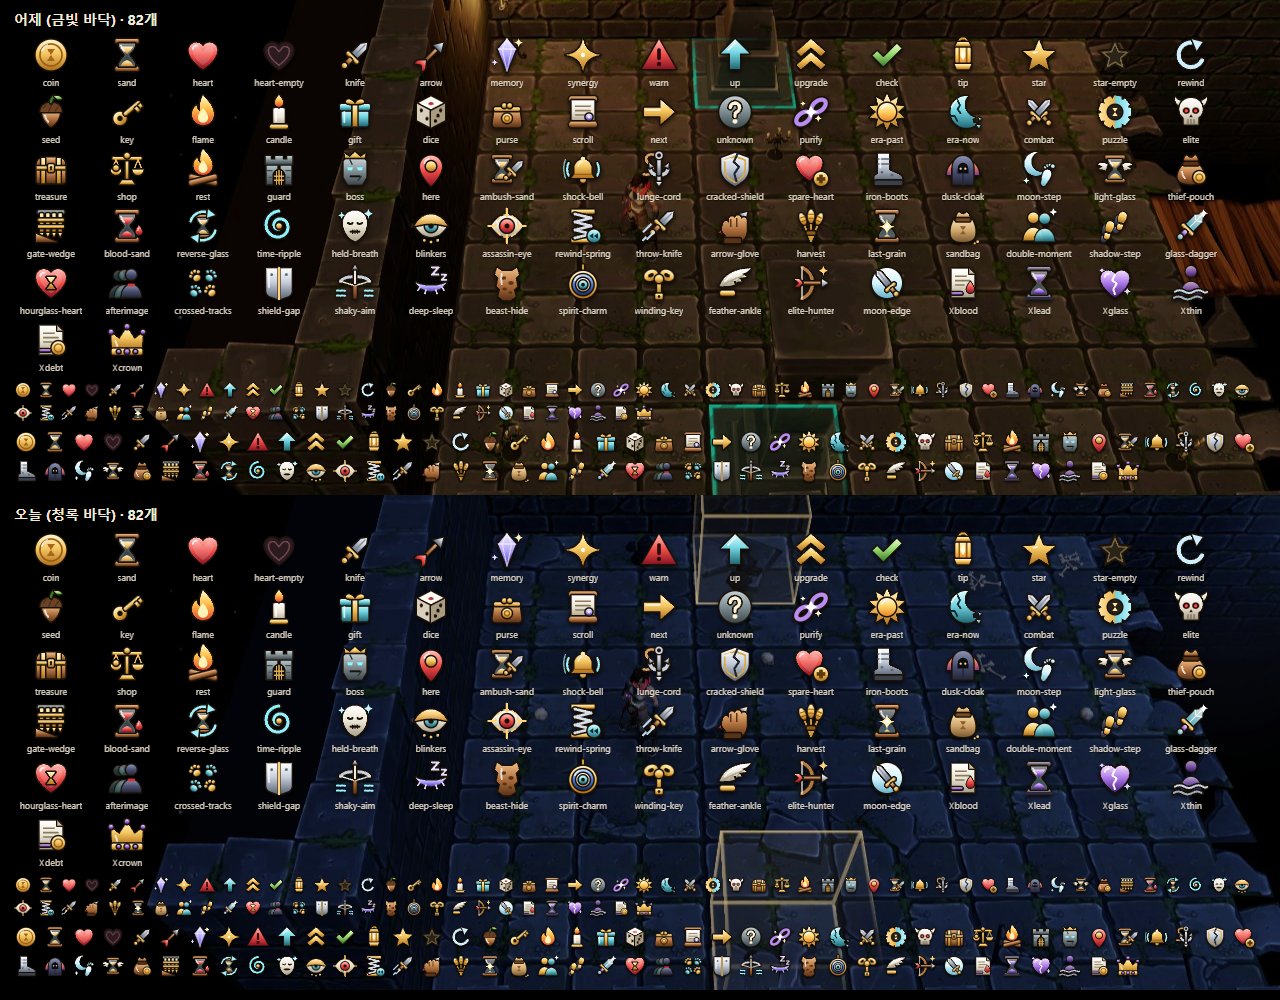 어제 (금빛 바닥) · 82개
coin sand heart heart-empty knife arrow memory synergy warn up upgrade check tip star star-empty rewind
seed key flame candle gift dice purse scroll next unknown purify era-past era-now combat puzzle elite
treasure shop rest guard boss here ambush-sand shock-bell lunge-cord cracked-shield spare-heart iron-boots dusk-cloak moon-step light-glass thief-pouch
gate-wedge blood-sand reverse-glass time-ripple held-breath blinkers assassin-eye rewind-spring throw-knife arrow-glove harvest last-grain sandbag double-moment shadow-step glass-dagger
hourglass-heart afterimage crossed-tracks shield-gap shaky-aim deep-sleep beast-hide spirit-charm winding-key feather-ankle elite-hunter moon-edge Xblood Xlead Xglass Xthin
Xdebt Xcrown
오늘 (청록 바닥) · 82개
coin sand heart heart-empty knife arrow memory synergy warn up upgrade check tip star star-empty rewind
seed key flame candle gift dice purse scroll next unknown purify era-past era-now combat puzzle elite
treasure shop rest guard boss here ambush-sand shock-bell lunge-cord cracked-shield spare-heart iron-boots dusk-cloak moon-step light-glass thief-pouch
gate-wedge blood-sand reverse-glass time-ripple held-breath blinkers assassin-eye rewind-spring throw-knife arrow-glove harvest last-grain sandbag double-moment shadow-step glass-dagger
hourglass-heart afterimage crossed-tracks shield-gap shaky-aim deep-sleep beast-hide spirit-charm winding-key feather-ankle elite-hunter moon-edge Xblood Xlead Xglass Xthin
Xdebt Xcrown